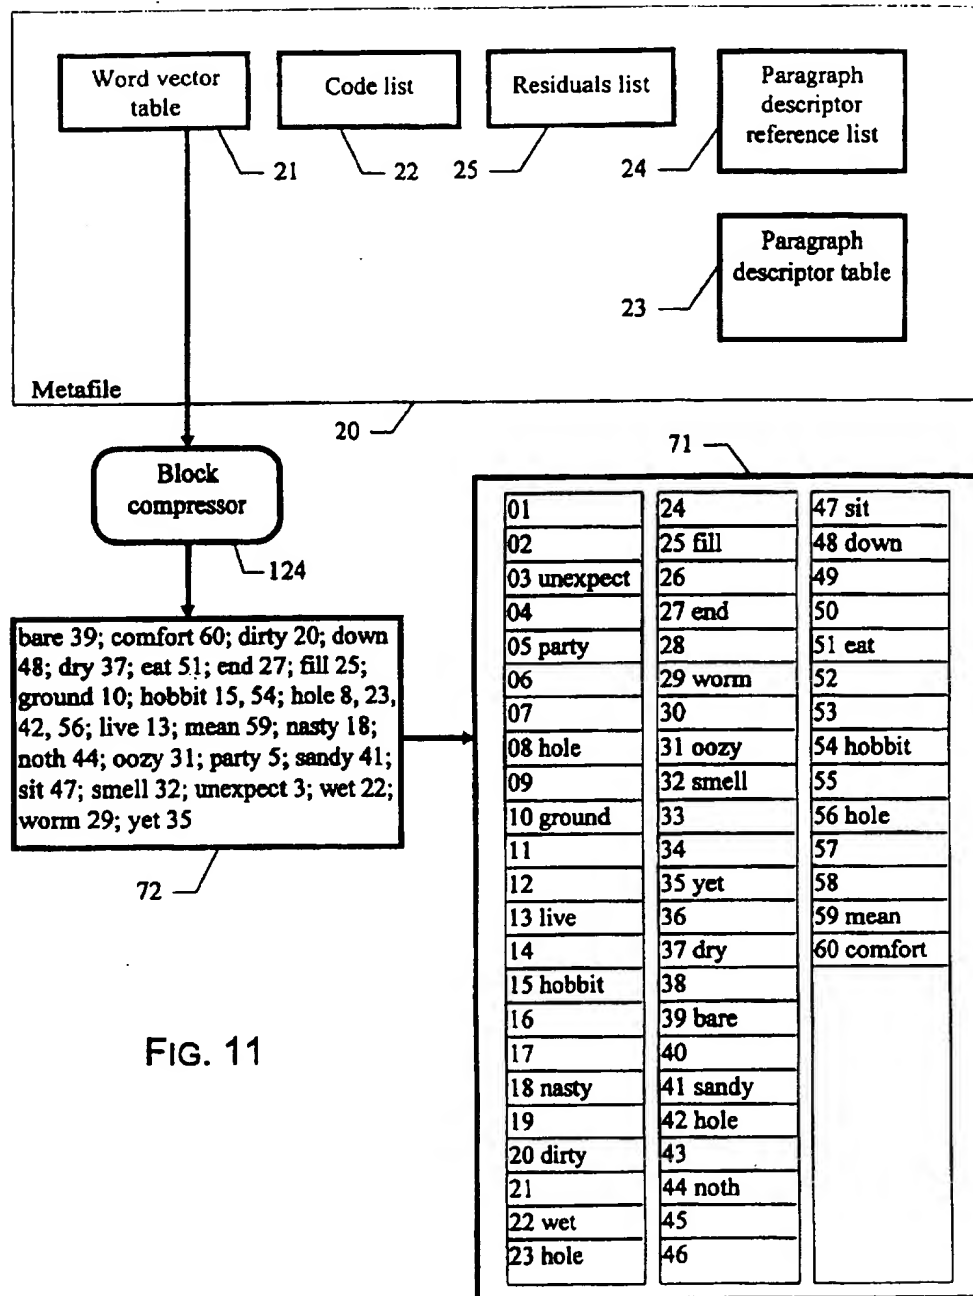 Word vector
table
Code list
Residuals list
Paragraph
descriptor
reference list
21
22
25
24
Paragraph
descriptor table
23
Metafile
20
Block
compressor
124
bare 39; comfort 60; dirty 20; down
48; dry 37; eat 51; end 27; fill 25;
ground 10; hobbit 15, 54; hole 8, 23,
42, 56; live 13; mean 59; nasty 18;
noth 44; oozy 31; party 5; sandy 41;
sit 47; smell 32; unexpect 3; wet 22;
worm 29; yet 35
72
71
01
02
03 unexpect
04
05 party
06
07
08 hole
09
10 ground
11
12
13 live
14
15 hobbit
16
17
18 nasty
19
20 dirty
21
22 wet
23 hole
24
25 fill
26
27 end
28
29 worm
30
31 oozy
32 smell
33
34
35 yet
36
37 dry
38
39 bare
40
41 sandy
42 hole
43
44 noth
45
46
47 sit
48 down
49
50
51 eat
52
53
54 hobbit
55
56 hole
57
58
59 mean
60 comfort
FIG. 11